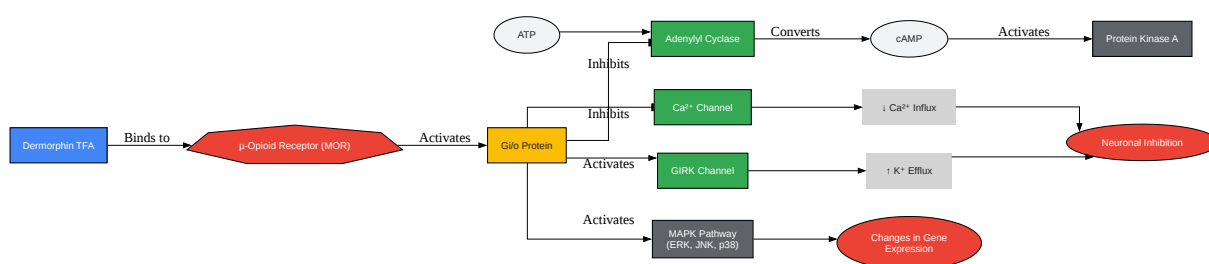 ATP
Adenylyl Cyclase
Converts
cAMP
Activates
Protein Kinase A
Inhibits
Ca²⁺ Channel
↓ Ca²⁺ Influx
Inhibits
Dermorphin TFA
Binds to
μ-Opioid Receptor (MOR)
Activates
Gi/o Protein
Neuronal Inhibition
Activates
GIRK Channel
↑ K⁺ Efflux
Activates
MAPK Pathway
(ERK, JNK, p38)
Changes in Gene
Expression